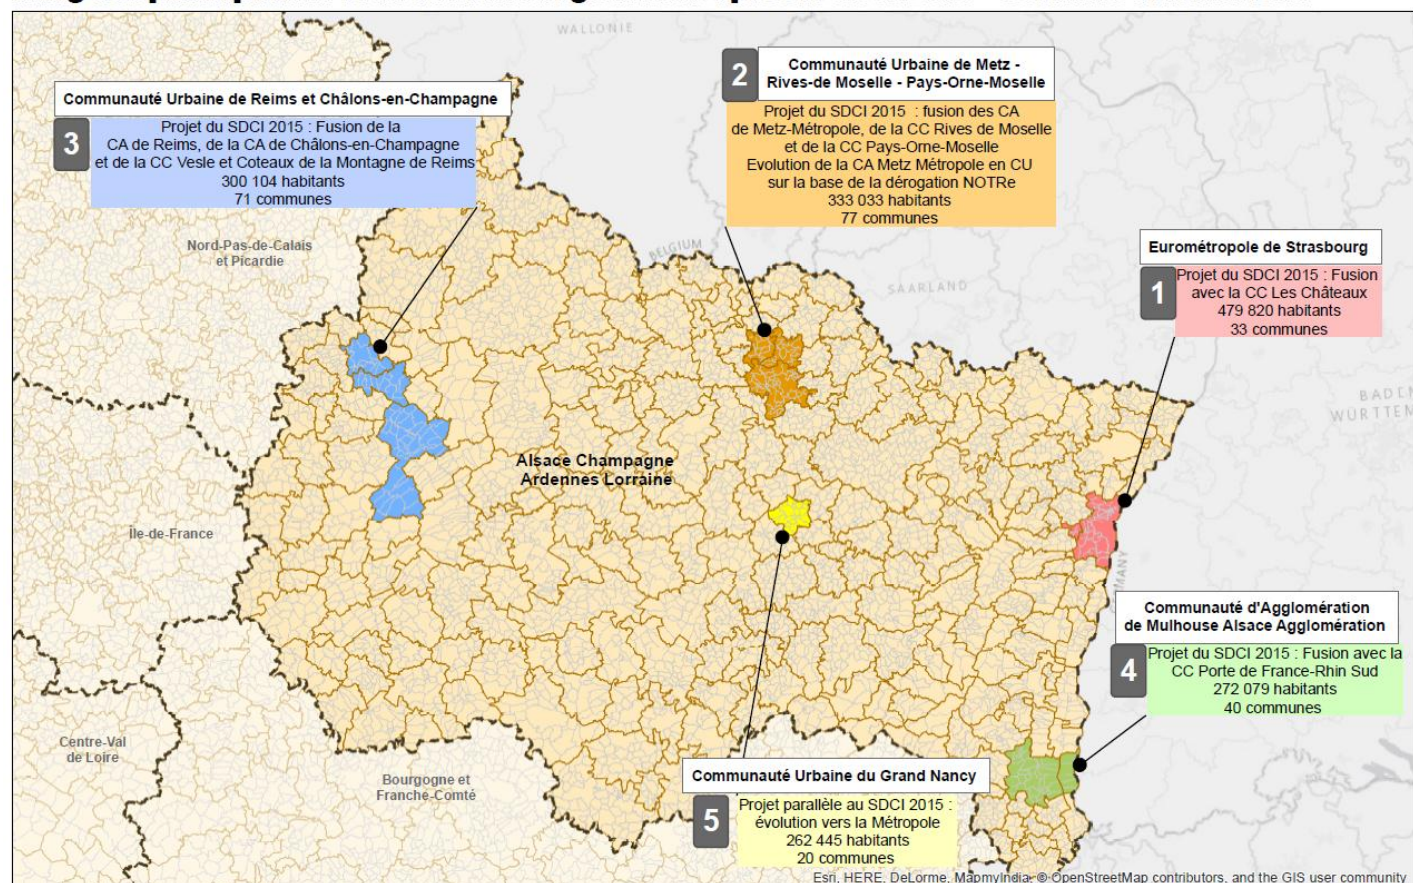 WALLONIE
Communauté Urbaine de Reims et Châlons-en-Champagne
3
Projet du SDCI 2015 : Fusion de la
CA de Reims, de la CA de Châlons-en-Champagne
et de la CC Vesle et Coteaux de la Montagne de Reims
300 104 habitants
71 communes
2
Communauté Urbaine de Metz -
Rives-de Moselle - Pays-Orne-Moselle
Projet du SDCI 2015 : fusion des CA
de Metz-Métropole, de la CC Rives de Moselle
et de la CC Pays-Orne-Moselle
Evolution de la CA Metz Métropole en CU
sur la base de la dérogation NOTRe
333 033 habitants
77 communes
Eurométropole de Strasbourg
1
Projet du SDCI 2015 : Fusion
avec la CC Les Châteaux
479 820 habitants
33 communes
Nord-Pas-de-Calais
et Picardie
BELGIUM
SAARLAND
BADEN
WÜRTTEM
Alsace Champagne
Ardennes Lorraine
Île-de-France
MANY
Communauté d'Agglomération
de Mulhouse Alsace Agglomération
4
Projet du SDCI 2015 : Fusion avec la
CC Porte de France-Rhin Sud
272 079 habitants
40 communes
Centre-Val
de Loire
Bourgogne et
Franche-Comté
Communauté Urbaine du Grand Nancy
5
Projet parallèle au SDCI 2015 :
évolution vers la Métropole
262 445 habitants
20 communes
Esri, HERE, DeLorme, MapmyIndia, © OpenStreetMap contributors, and the GIS user community